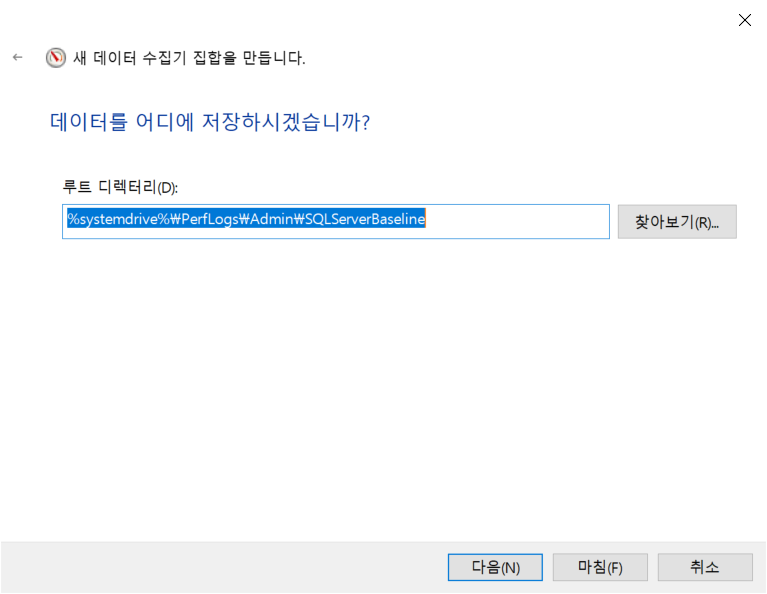 새 데이터 수집기 집합을 만듭니다.
데이터를 어디에 저장하시겠습니까?
루트 디렉터리(D):
%systemdrive%₩PerfLogs₩Admin₩SQLServerBaseline
찾아보기(R)...
다음(N)
마침(F)
취소